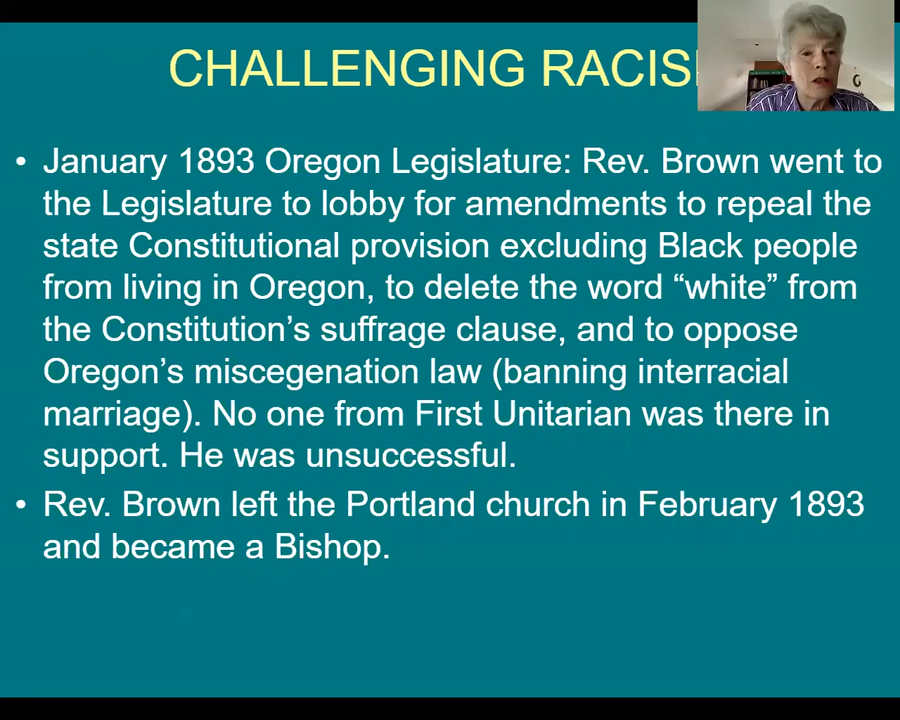 CHALLENGING RACIS
• January 1893 Oregon Legislature: Rev. Brown went to
the Legislature to lobby for amendments to repeal the
state Constitutional provision excluding Black people
from living in Oregon, to delete the word “white” from
the Constitution’s suffrage clause, and to oppose
Oregon’s miscegenation law (banning interracial
marriage). No one from First Unitarian was there in
support. He was unsuccessful.
• Rev. Brown left the Portland church in February 1893
and became a Bishop.